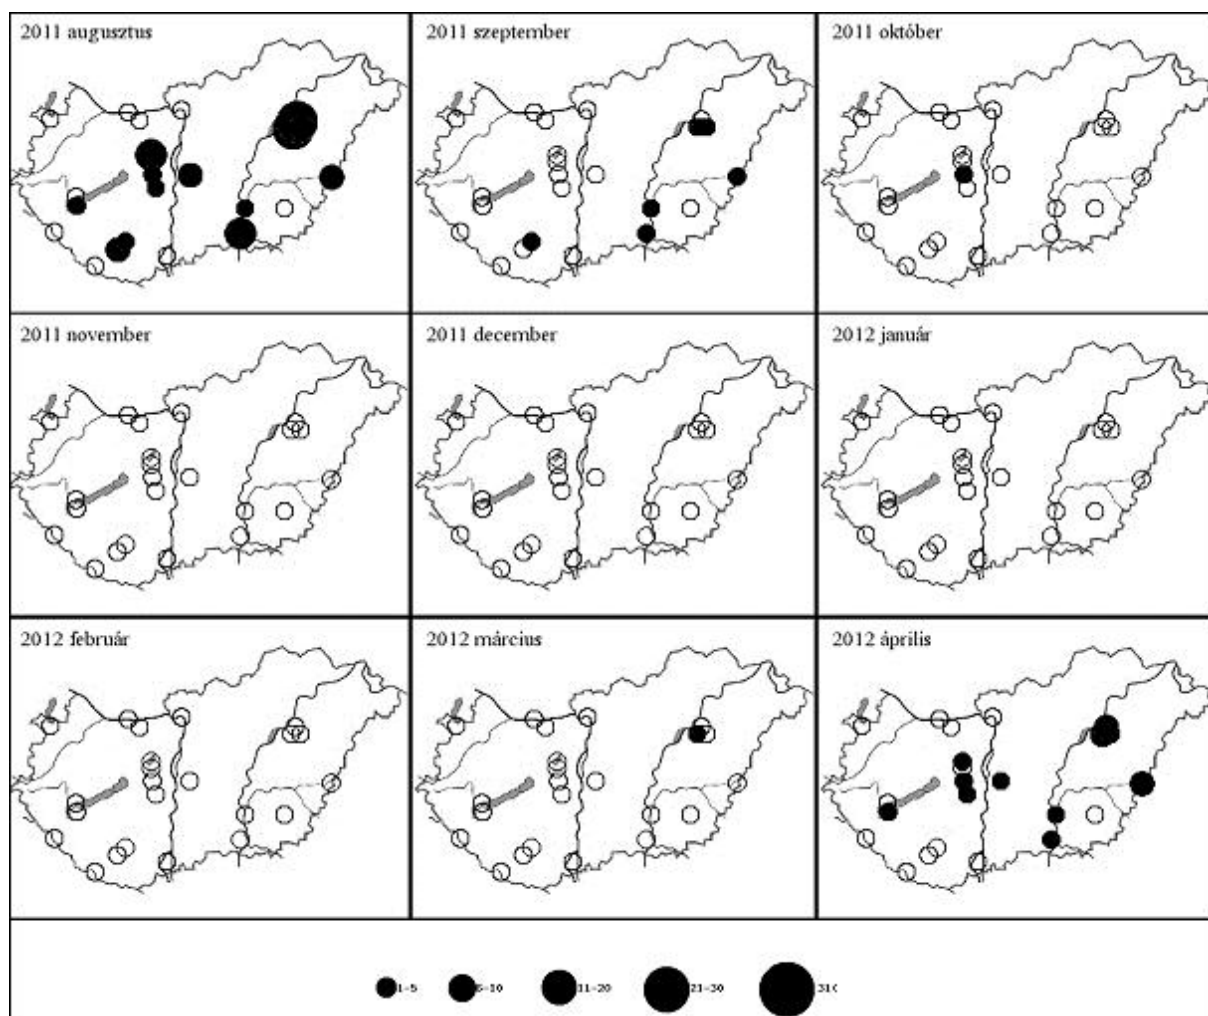 2011 augusztus
2011 szeptember
2011 október
2011 november
2011 december
2012 január
2012 február
2012 március
2012 április
1-5 6-10 11-20 21-30